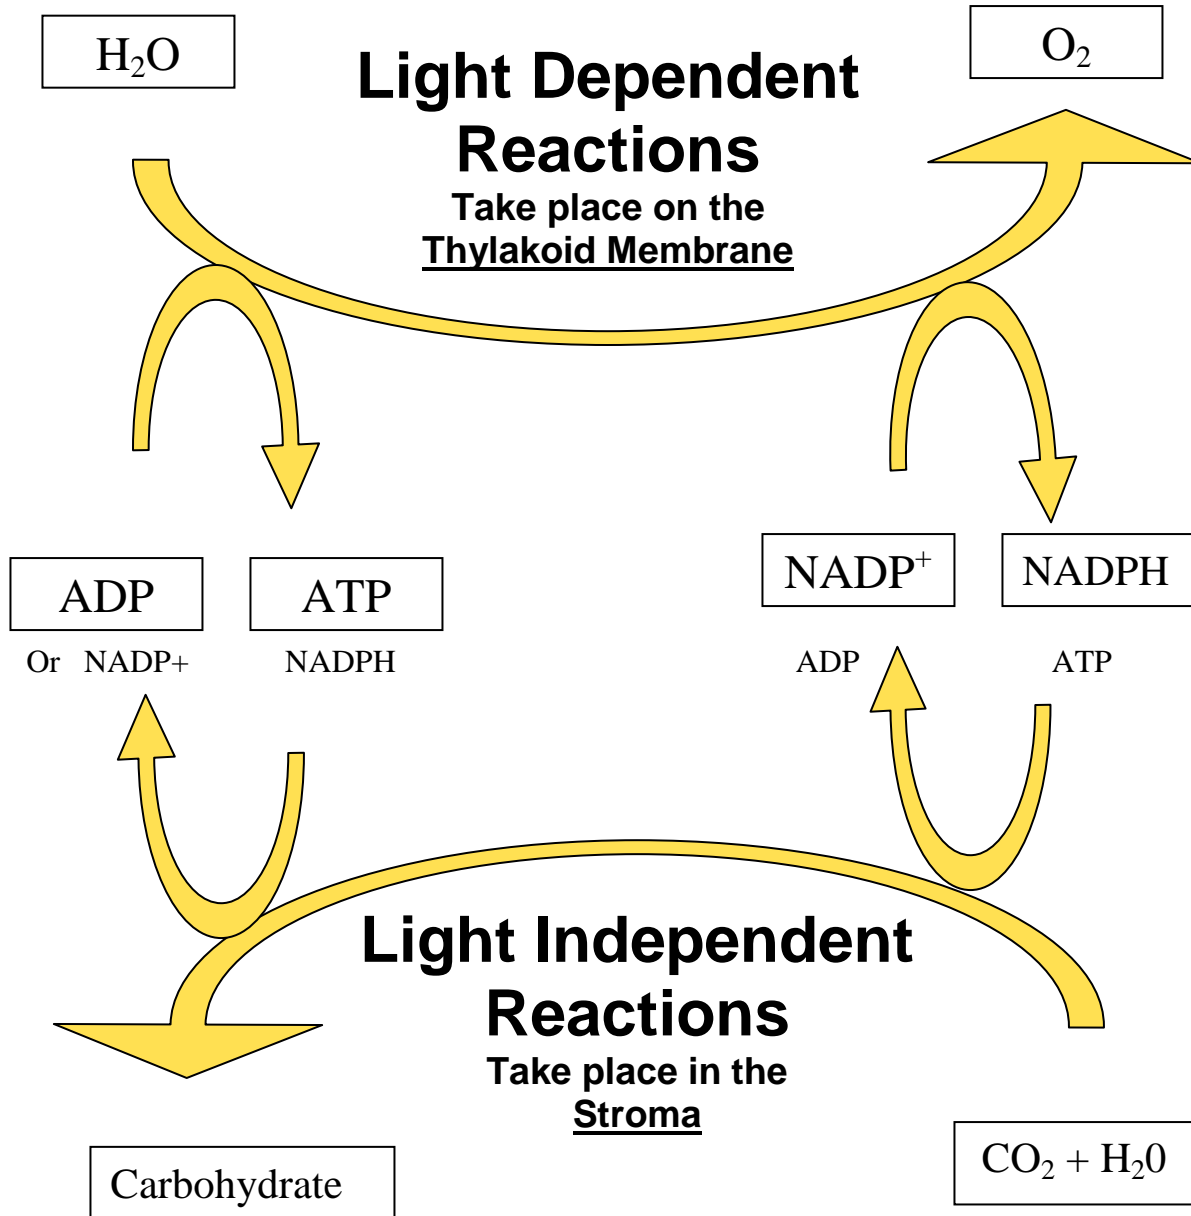 H₂O
O₂
Light Dependent
Reactions
Take place on the
Thylakoid Membrane
ADP
ATP
NADP⁺
NADPH
Or NADP+
NADPH
ADP
ATP
Light Independent
Reactions
Take place in the
Stroma
Carbohydrate
CO₂ + H₂0